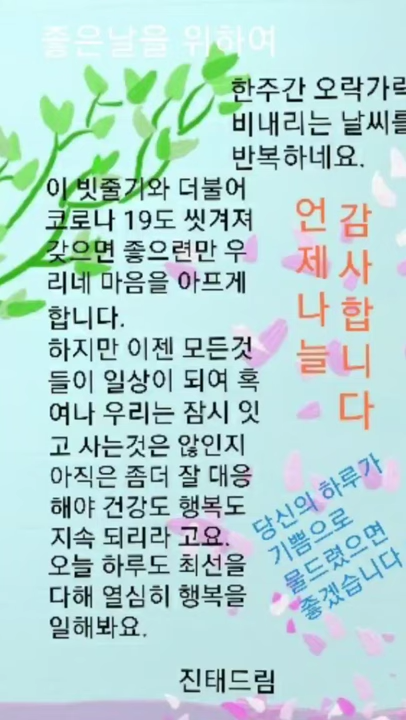 좋은날을 위하여
한주간 오락가락
비내리는 날씨를
반복하네요.
이 빗줄기와 더불어
코로나 19도 씻겨져
갖으면 좋으련만 우
리네 마음을 아프게
합니다.
하지만 이젠 모든것
들이 일상이 되여 혹
여나 우리는 잠시 잇
고 사는것은 않인지
아직은 좀더 잘 대응
해야 건강도 행복도
지속 되리라 고요.
오늘 하루도 최선을
다해 열심히 행복을
일해봐요.
언제나늘
감사합니다
당신의 하루가
기쁨으로
물드렸으면
좋겠습니다
진태드림